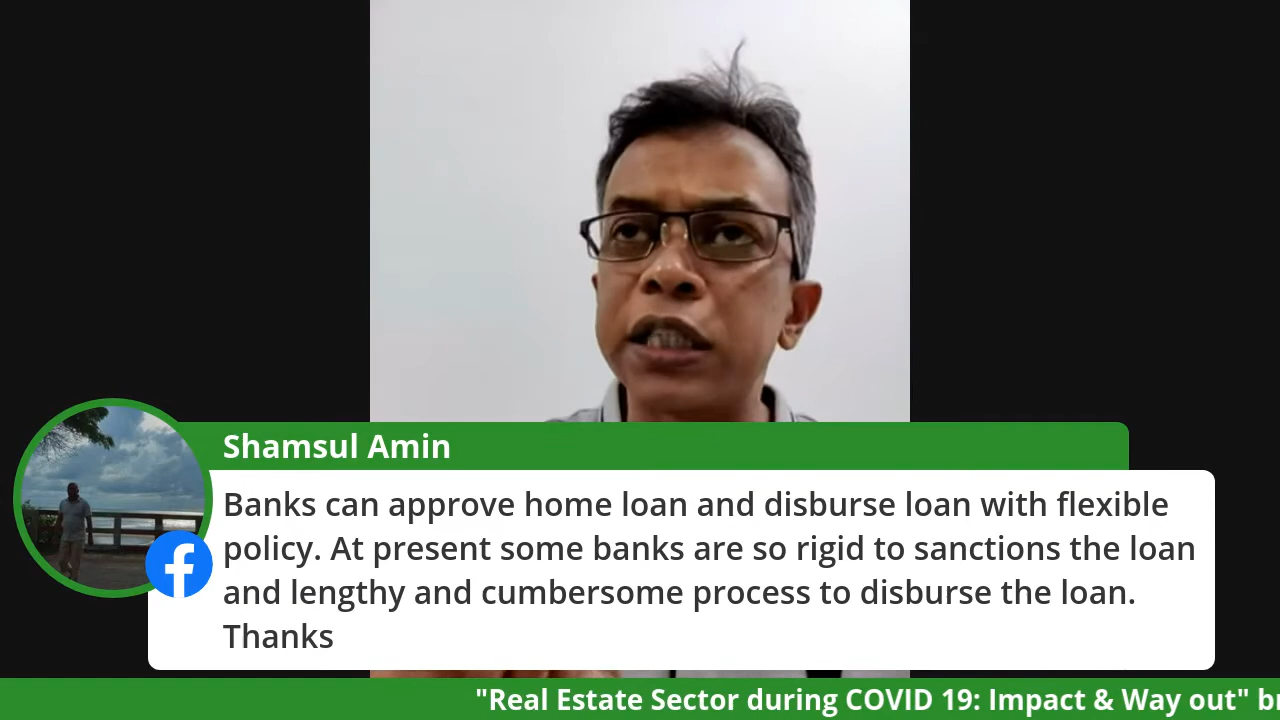 Shamsul Amin
Banks can approve home loan and disburse loan with flexible
policy. At present some banks are so rigid to sanctions the loan
and lengthy and cumbersome process to disburse the loan.
Thanks
"Real Estate Sector during COVID 19: Impact & Way out"